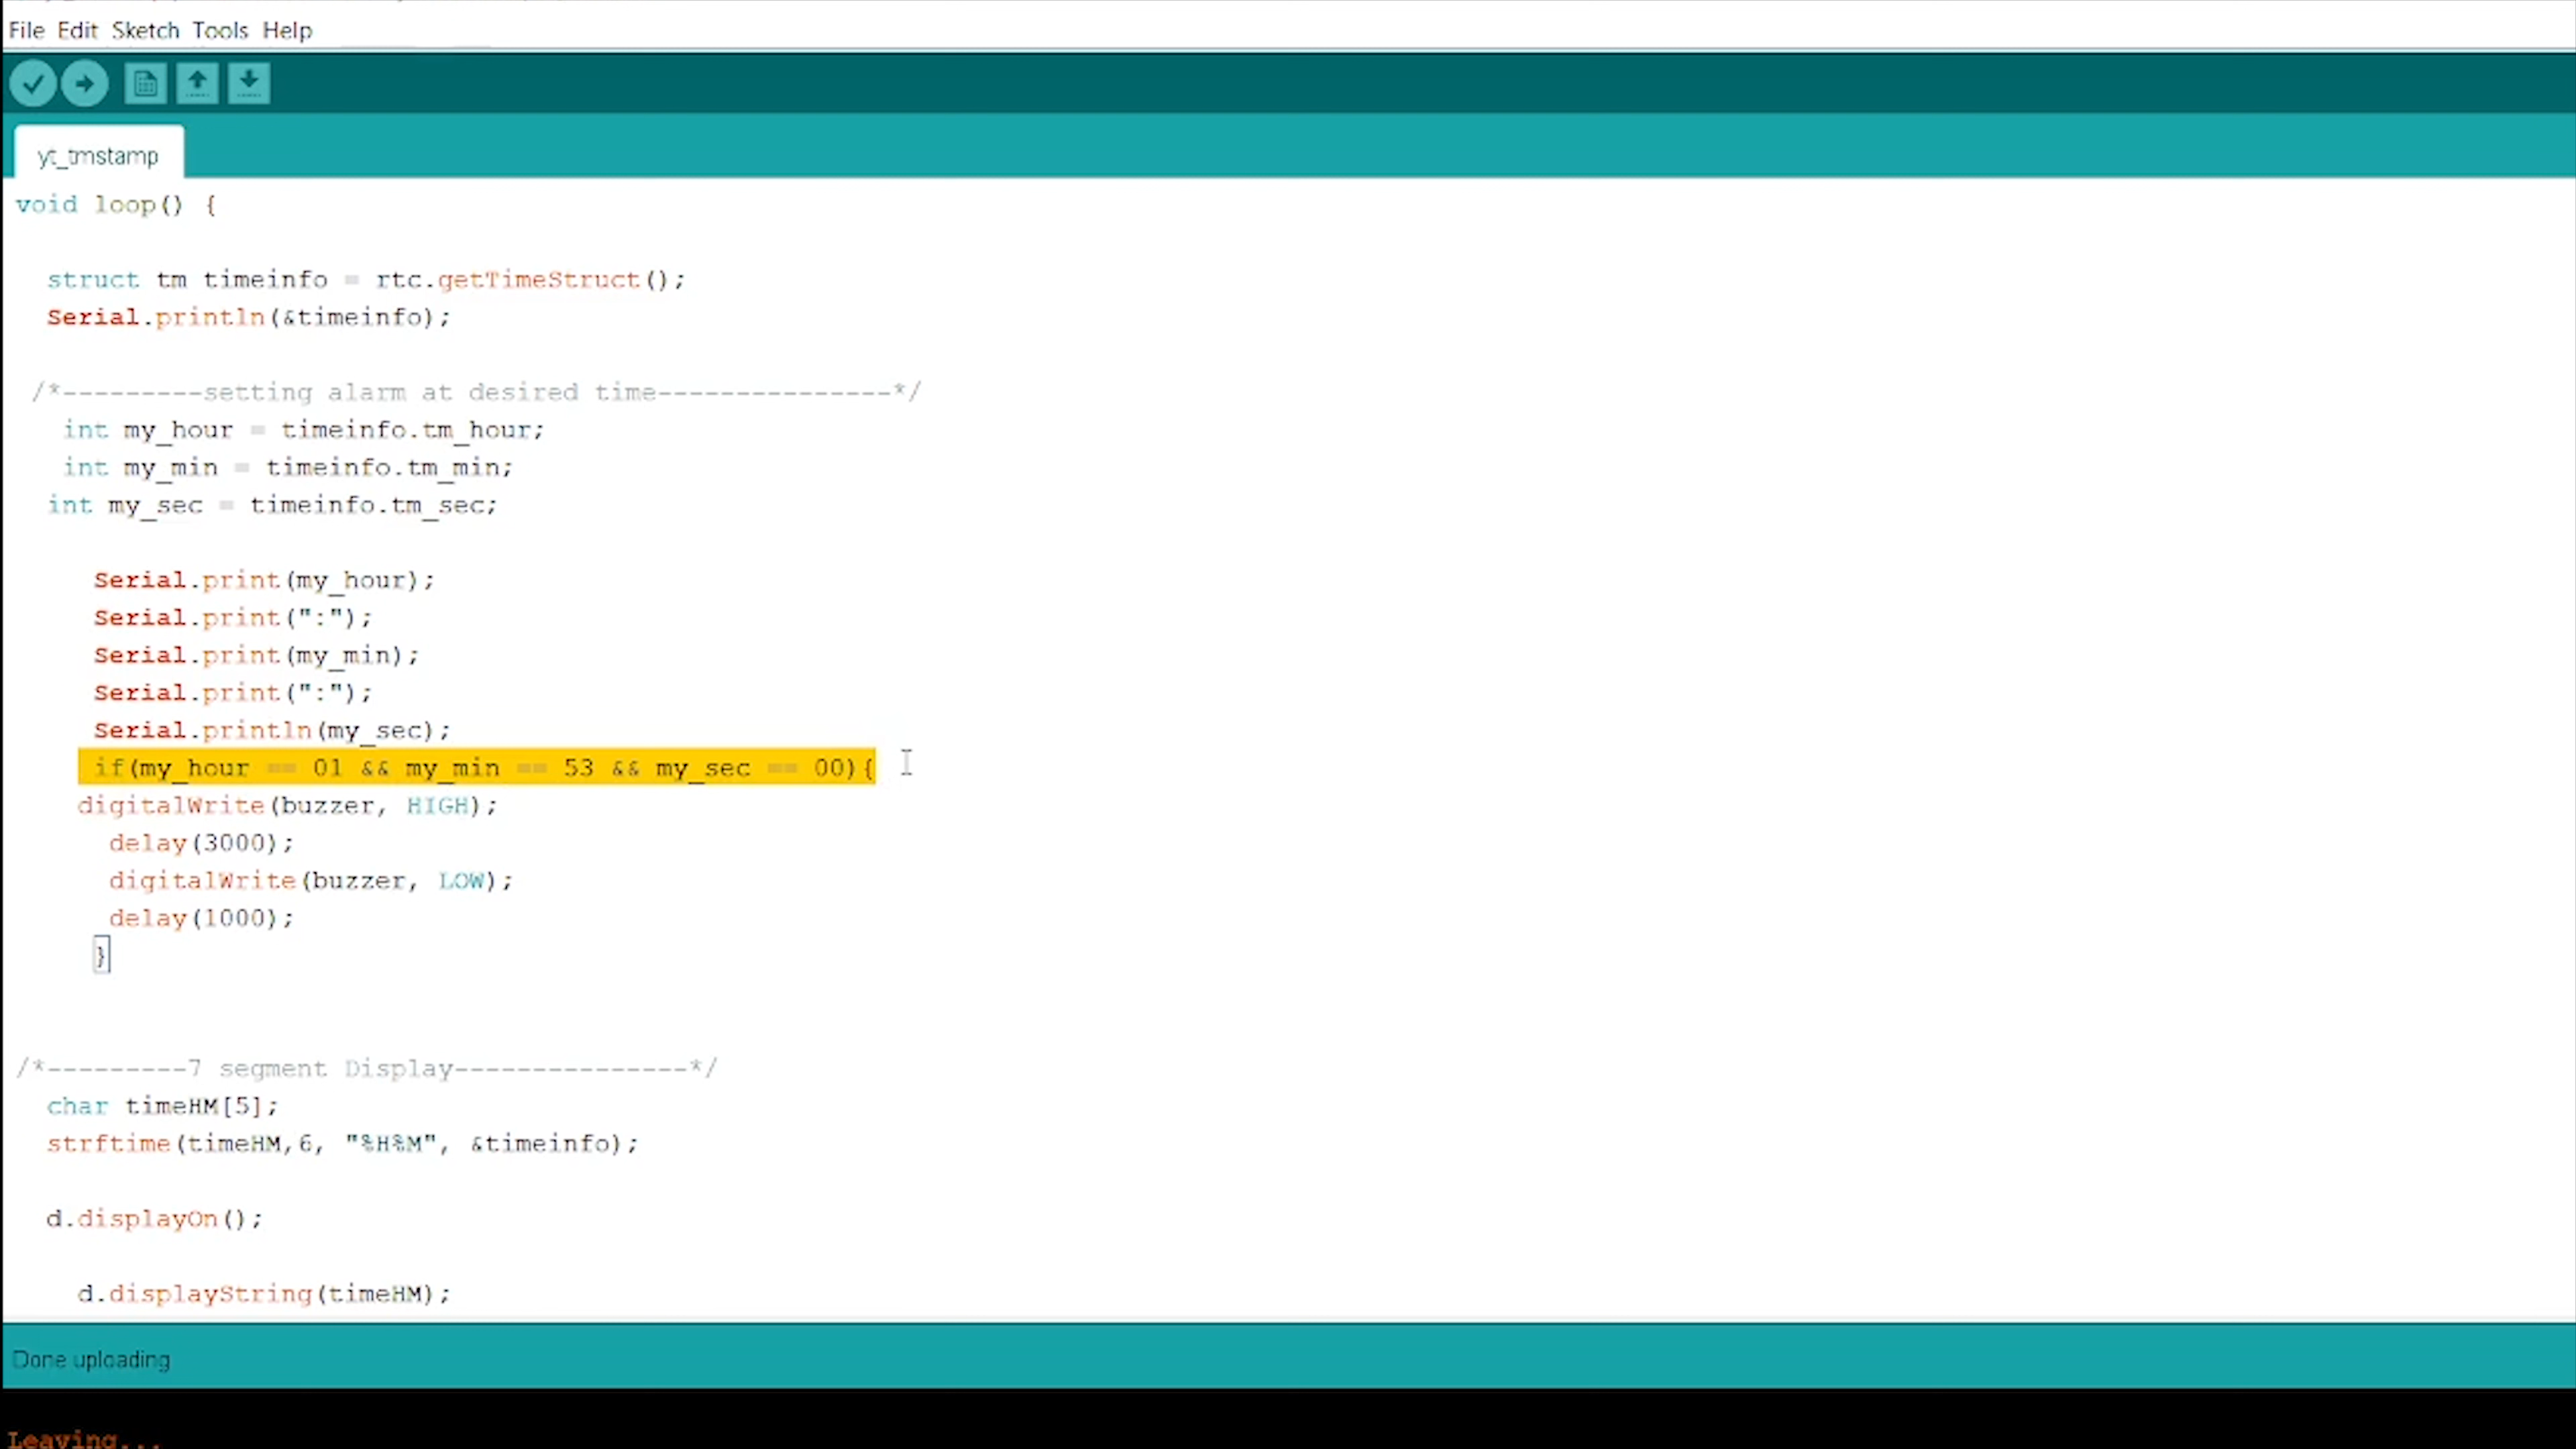 File Edit Sketch Tools Help
yt_tmstamp
void loop() {
struct tm timeinfo = rtc.getTimeStruct();
Serial.println(&timeinfo);
/*---------setting alarm at desired time---------------*/
int my_hour = timeinfo.tm_hour;
int my_min = timeinfo.tm_min;
int my_sec = timeinfo.tm_sec;
Serial.print(my_hour);
Serial.print(":");
Serial.print(my_min);
Serial.print(":");
Serial.println(my_sec);
if(my_hour == 01 && my_min == 53 && my_sec == 00){
digitalWrite(buzzer, HIGH);
delay(3000);
digitalWrite(buzzer, LOW);
delay(1000);
}
/*---------7 segment Display---------------*/
char timeHM[5];
strftime(timeHM,6, "%H%M", &timeinfo);
d.displayOn();
d.displayString(timeHM);
Done uploading
Leaving...